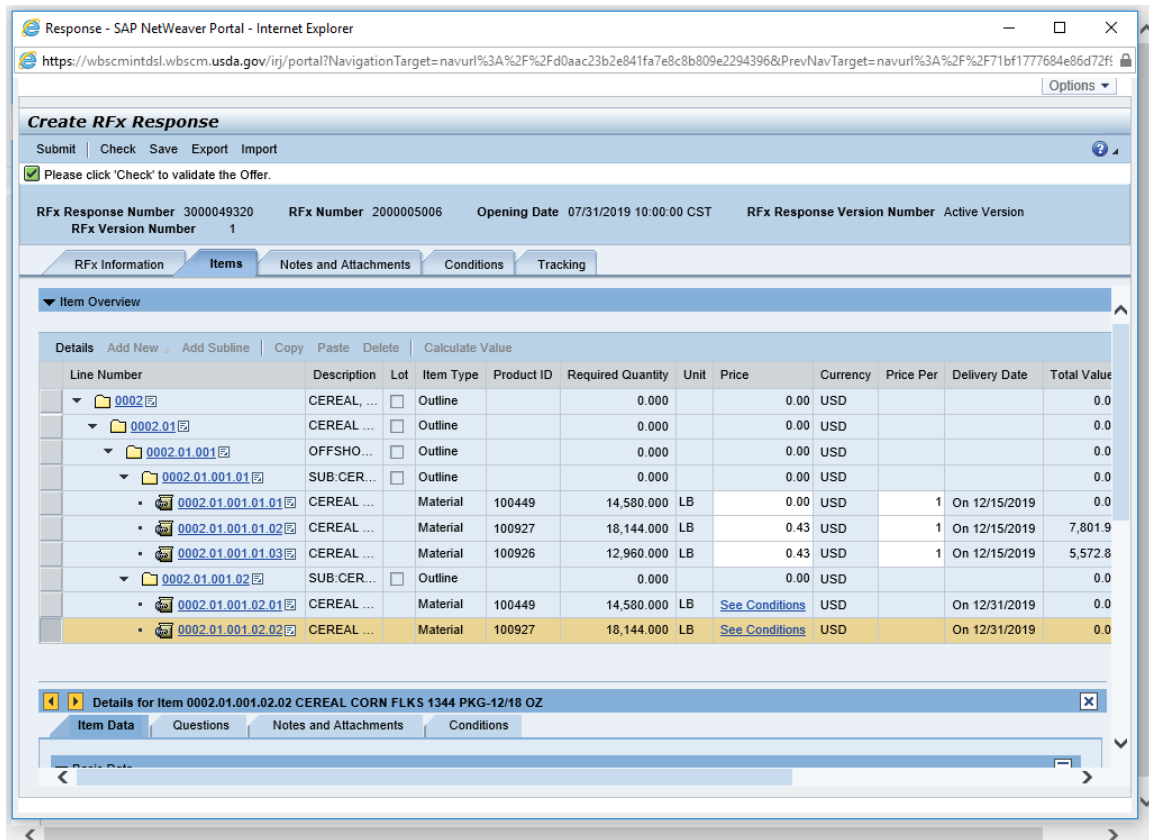 Response - SAP NetWeaver Portal - Internet Explorer
https://wbscmintdsl.wbscm.usda.gov/irj/portal?NavigationTarget=navurl%3A%2F%2Fd0aac23b2e841fa7e8c8b809e2294396&PrevNavTarget=navurl%3A%2F%2F71bf1777684e86d72f9
Options
Create RFx Response
Submit Check Save Export Import
Please click 'Check' to validate the Offer.
RFx Response Number 3000049320 RFx Number 2000005006 Opening Date 07/31/2019 10:00:00 CST RFx Response Version Number Active Version
RFx Version Number 1
RFx Information Items Notes and Attachments Conditions Tracking
Item Overview
Details Add New Add Subline Copy Paste Delete Calculate Value
Line Number Description Lot Item Type Product ID Required Quantity Unit Price Currency Price Per Delivery Date Total Value
0002 CEREAL, ... Outline 0.000 0.00 USD 0.0
0002.01 CEREAL ... Outline 0.000 0.00 USD 0.0
0002.01.001 OFFSHO... Outline 0.000 0.00 USD 0.0
0002.01.001.01 SUB:CER... Outline 0.000 0.00 USD 0.0
0002.01.001.01.01 CEREAL ... Material 100449 14,580.000 LB 0.00 USD 1 On 12/15/2019 0.0
0002.01.001.01.02 CEREAL ... Material 100927 18,144.000 LB 0.43 USD 1 On 12/15/2019 7,801.9
0002.01.001.01.03 CEREAL ... Material 100926 12,960.000 LB 0.43 USD 1 On 12/15/2019 5,572.8
0002.01.001.02 SUB:CER... Outline 0.000 0.00 USD 0.0
0002.01.001.02.01 CEREAL ... Material 100449 14,580.000 LB See Conditions USD On 12/31/2019 0.0
0002.01.001.02.02 CEREAL ... Material 100927 18,144.000 LB See Conditions USD On 12/31/2019 0.0
Details for Item 0002.01.001.02.02 CEREAL CORN FLKS 1344 PKG-12/18 OZ
Item Data Questions Notes and Attachments Conditions
Basic Data